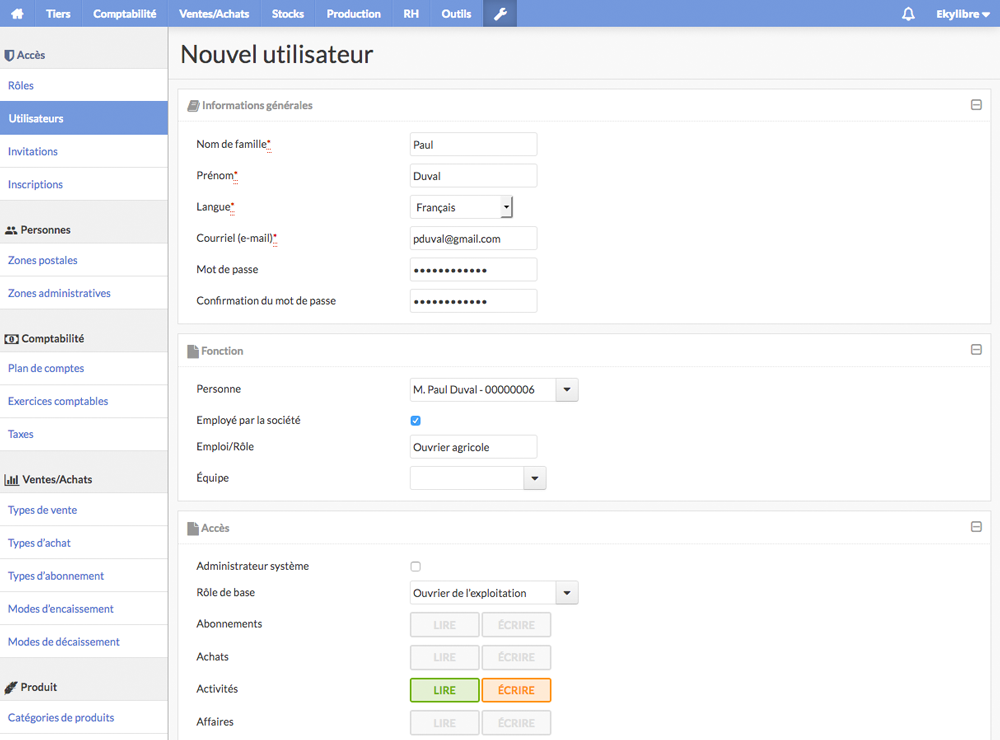 Tiers Comptabilité Ventes/Achats Stocks Production RH Outils Ekylibre
Accès
Rôles
Utilisateurs
Invitations
Inscriptions
Personnes
Zones postales
Zones administratives
Comptabilité
Plan de comptes
Exercices comptables
Taxes
Ventes/Achats
Types de vente
Types d'achat
Types d'abonnement
Modes d'encaissement
Modes de décaissement
Produit
Catégories de produits
Nouvel utilisateur
Informations générales
Nom de famille* Paul
Prénom* Duval
Langue* Français
Courriel (e-mail)* pduval@gmail.com
Mot de passe ••••••••••••
Confirmation du mot de passe ••••••••••••
Fonction
Personne M. Paul Duval - 00000006
Employé par la société
Emploi/Rôle Ouvrier agricole
Équipe
Accès
Administrateur système
Rôle de base Ouvrier de l'exploitation
Abonnements LIRE ÉCRIRE
Achats LIRE ÉCRIRE
Activités LIRE ÉCRIRE
Affaires LIRE ÉCRIRE